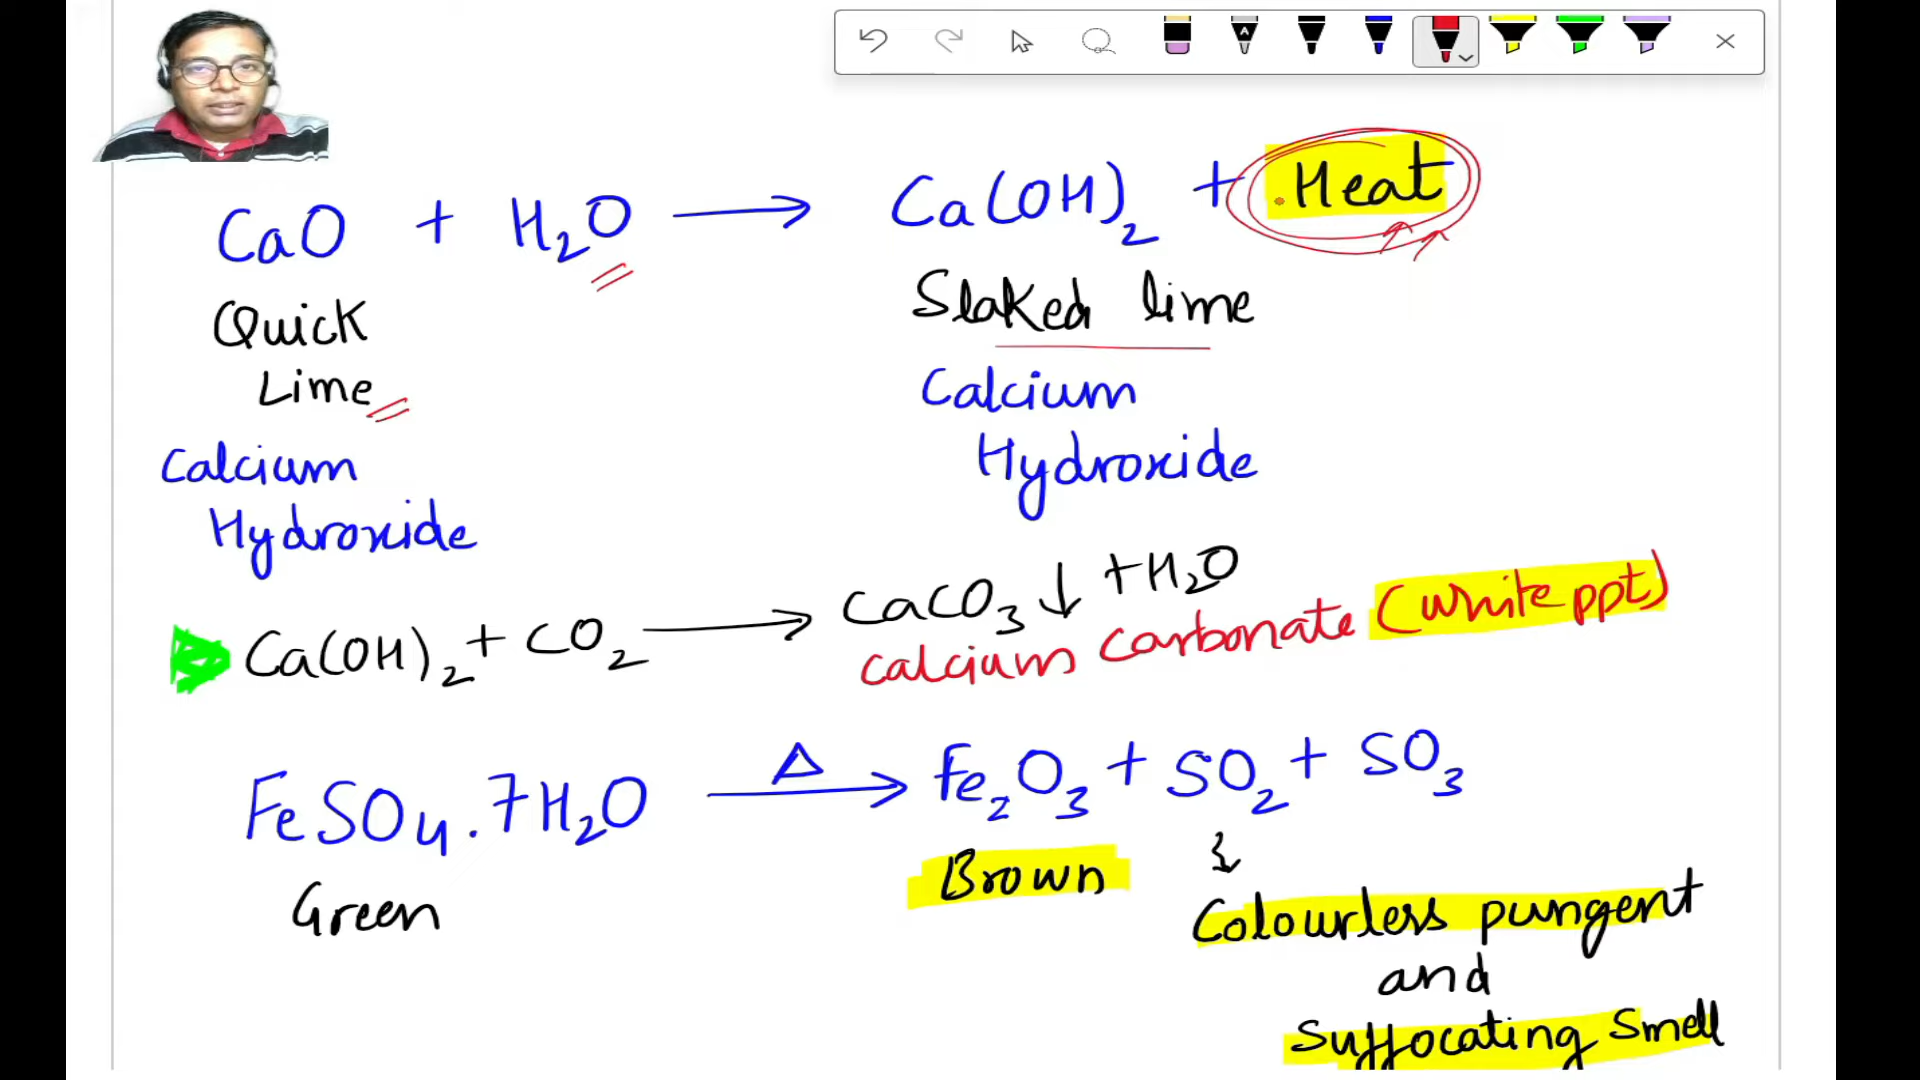 CaO + H₂O ⟶ Ca(OH)₂ + Heat
Quick
Lime
Slaked lime
Calcium
Hydroxide
Calcium
Hydroxide
Ca(OH)₂ + CO₂ ⟶ CaCO₃↓ + H₂O
calcium carbonate (white ppt)
FeSO₄.7H₂O Δ⟶ Fe₂O₃ + SO₂ + SO₃
Green
Brown
Colourless pungent
and
suffocating smell